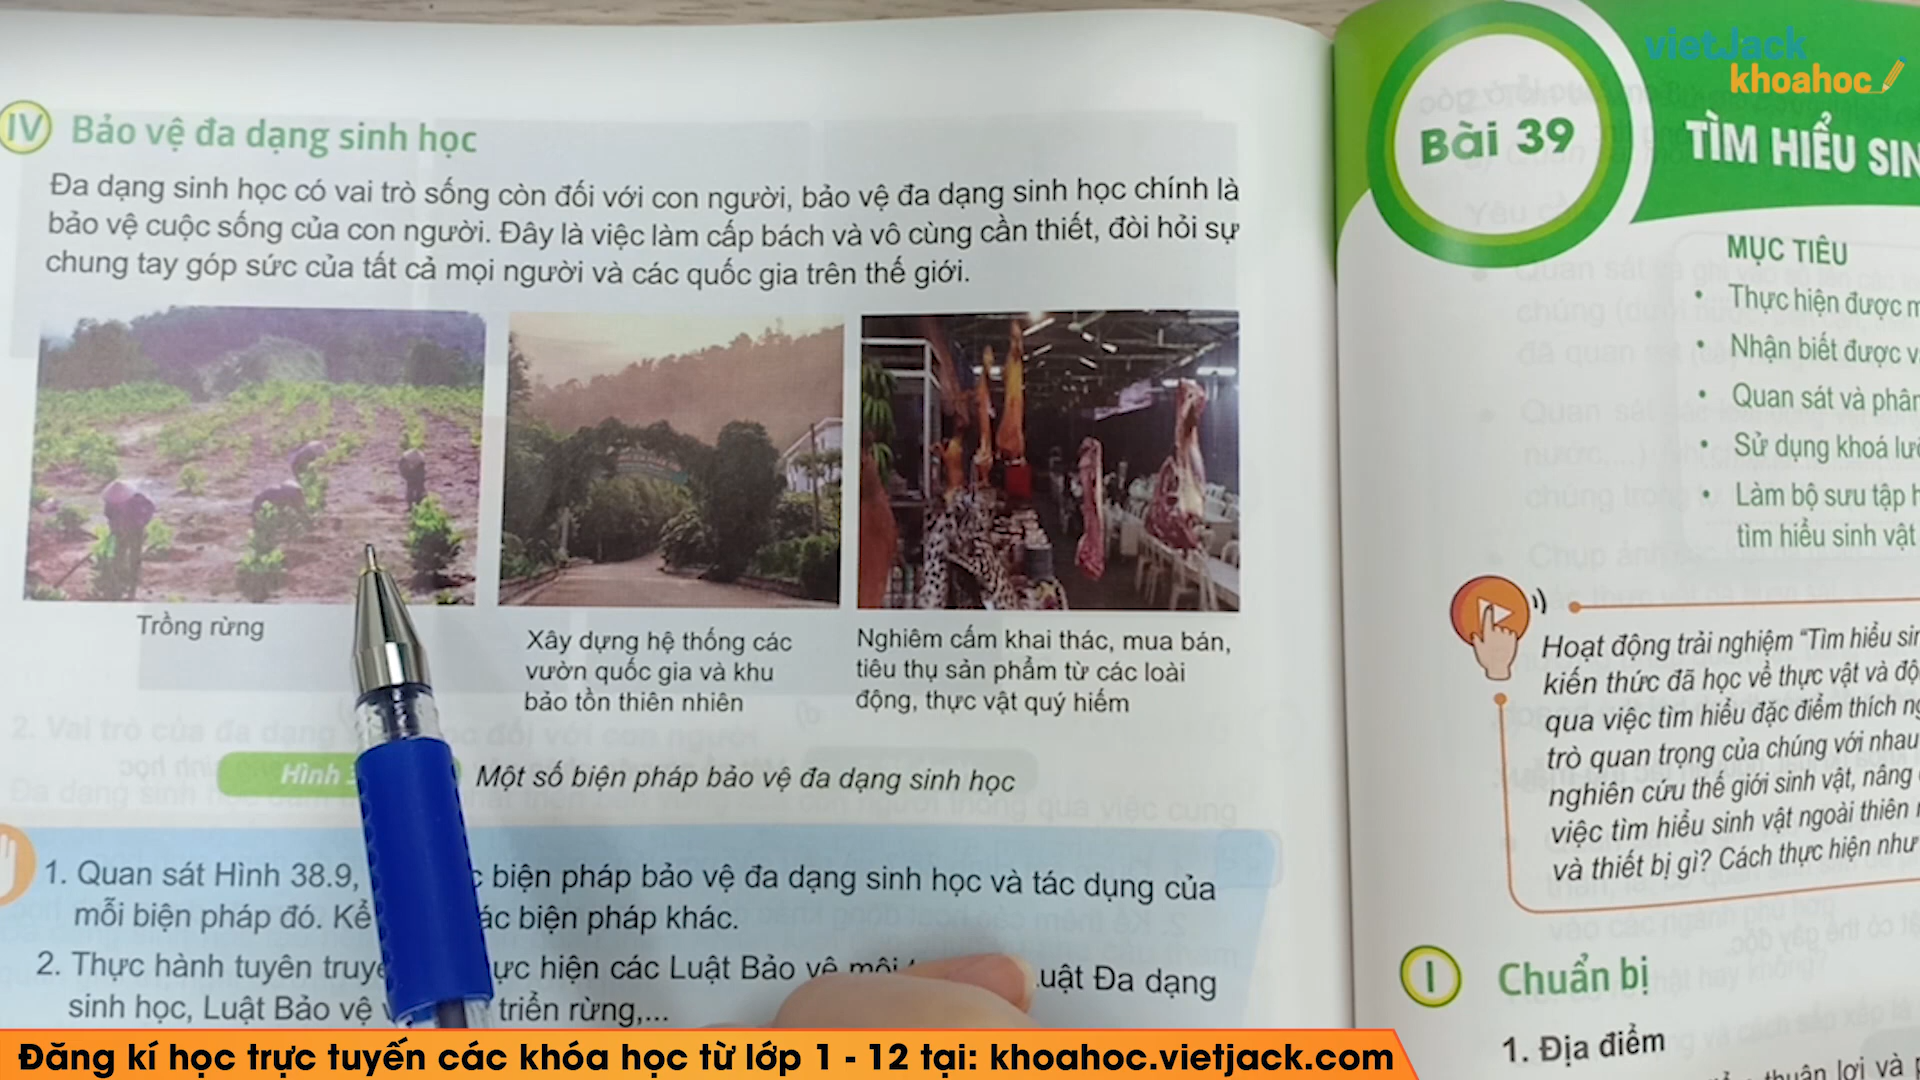 IV Bảo vệ đa dạng sinh học
Đa dạng sinh học có vai trò sống còn đối với con người, bảo vệ đa dạng sinh học chính là
bảo vệ cuộc sống của con người. Đây là việc làm cấp bách và vô cùng cần thiết, đòi hỏi sự
chung tay góp sức của tất cả mọi người và các quốc gia trên thế giới.
Trồng rừng
Xây dựng hệ thống các
vườn quốc gia và khu
bảo tồn thiên nhiên
Nghiêm cấm khai thác, mua bán,
tiêu thụ sản phẩm từ các loài
động, thực vật quý hiếm
Hình Một số biện pháp bảo vệ đa dạng sinh học
1. Quan sát Hình 38.9, biện pháp bảo vệ đa dạng sinh học và tác dụng của
mỗi biện pháp đó. Kể các biện pháp khác.
2. Thực hành tuyên truyền thực hiện các Luật Bảo vệ môi Luật Đa dạng
sinh học, Luật Bảo vệ triển rừng,...
vietJack
khoahoc
Bài 39
TÌM HIỂU SIN
MỤC TIÊU
• Thực hiện được m
• Nhận biết được v
• Quan sát và phân
• Sử dụng khoá lưỡ
• Làm bộ sưu tập
tìm hiểu sinh vật
Hoạt động trải nghiệm "Tìm hiểu sin
kiến thức đã học về thực vật và độ
qua việc tìm hiểu đặc điểm thích ng
trò quan trọng của chúng với nhau
nghiên cứu thế giới sinh vật, nâng
việc tìm hiểu sinh vật ngoài thiên
và thiết bị gì? Cách thực hiện như
I Chuẩn bị
1. Địa điểm
thuận lợi và
Đăng kí học trực tuyến các khóa học từ lớp 1 - 12 tại: khoahoc.vietjack.com